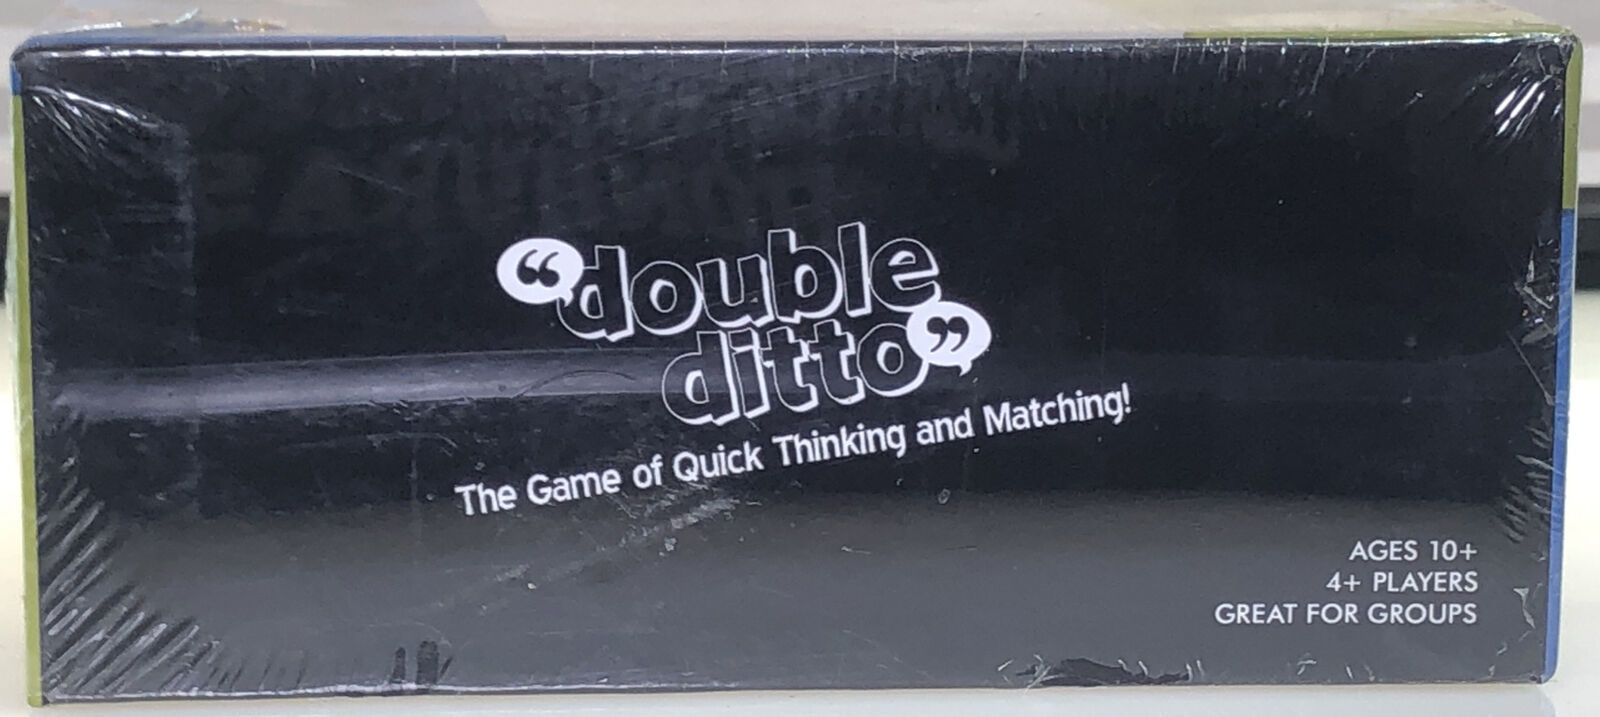 “double
ditto”
The Game of Quick Thinking and Matching!
AGES 10+
4+ PLAYERS
GREAT FOR GROUPS